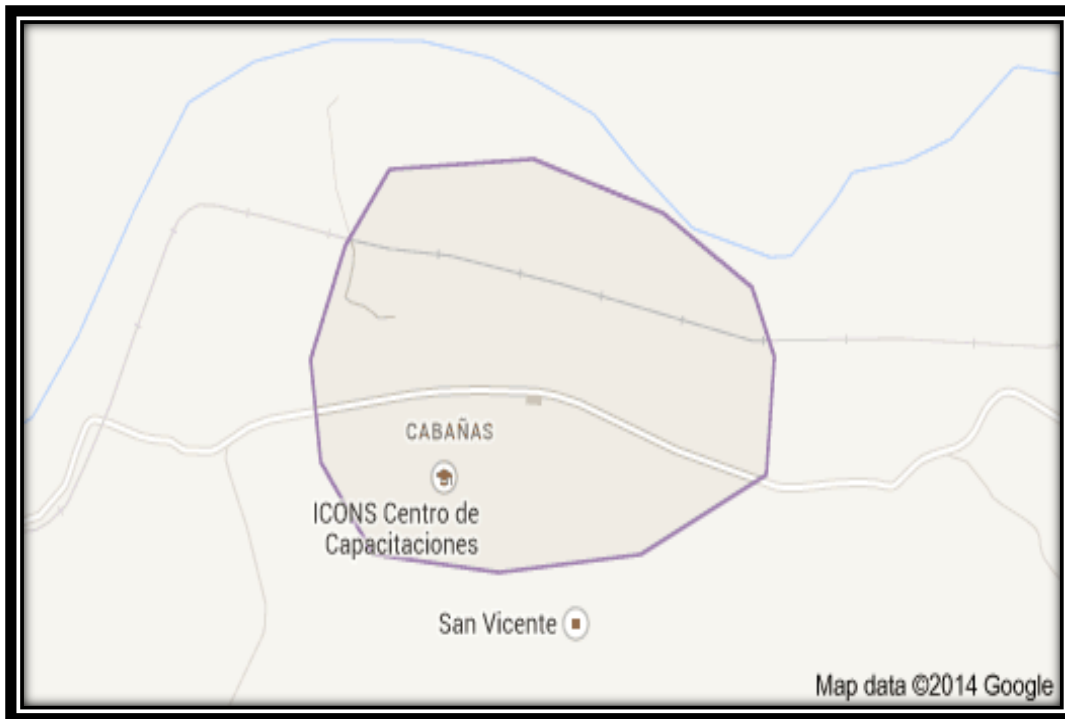 CABAÑAS
ICONS Centro de
Capacitaciones
San Vicente
Map data ©2014 Google